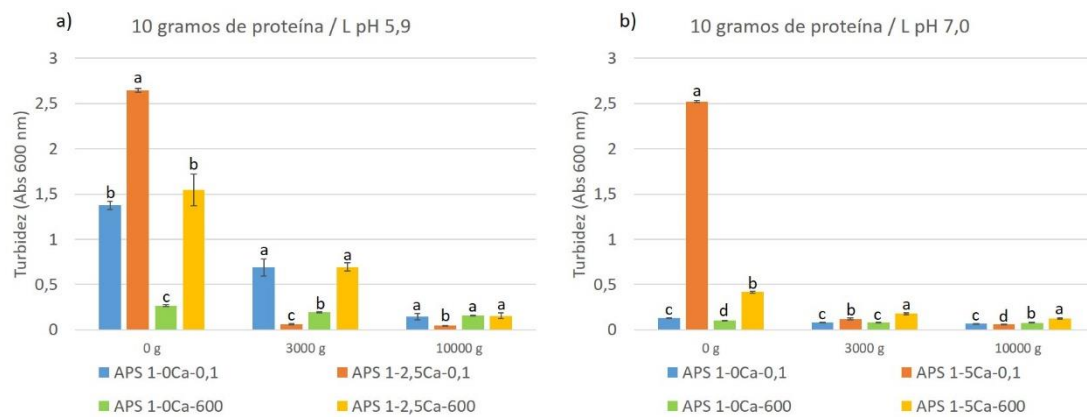 a)
10 gramos de proteína / L pH 5,9
Turbidez (Abs 600 nm)
3
2,5
2
1,5
1
0,5
0
b
a
c
b
a
c
b
a
a
b
a
a
0 g
3000 g
10000 g
APS 1-0Ca-0,1
APS 1-2,5Ca-0,1
APS 1-0Ca-600
APS 1-2,5Ca-600
b)
10 gramos de proteína / L pH 7,0
Turbidez (Abs 600 nm)
3
2,5
2
1,5
1
0,5
0
c
a
d
b
c
b
c
a
c
d
b
a
0 g
3000 g
10000 g
APS 1-0Ca-0,1
APS 1-5Ca-0,1
APS 1-0Ca-600
APS 1-5Ca-600